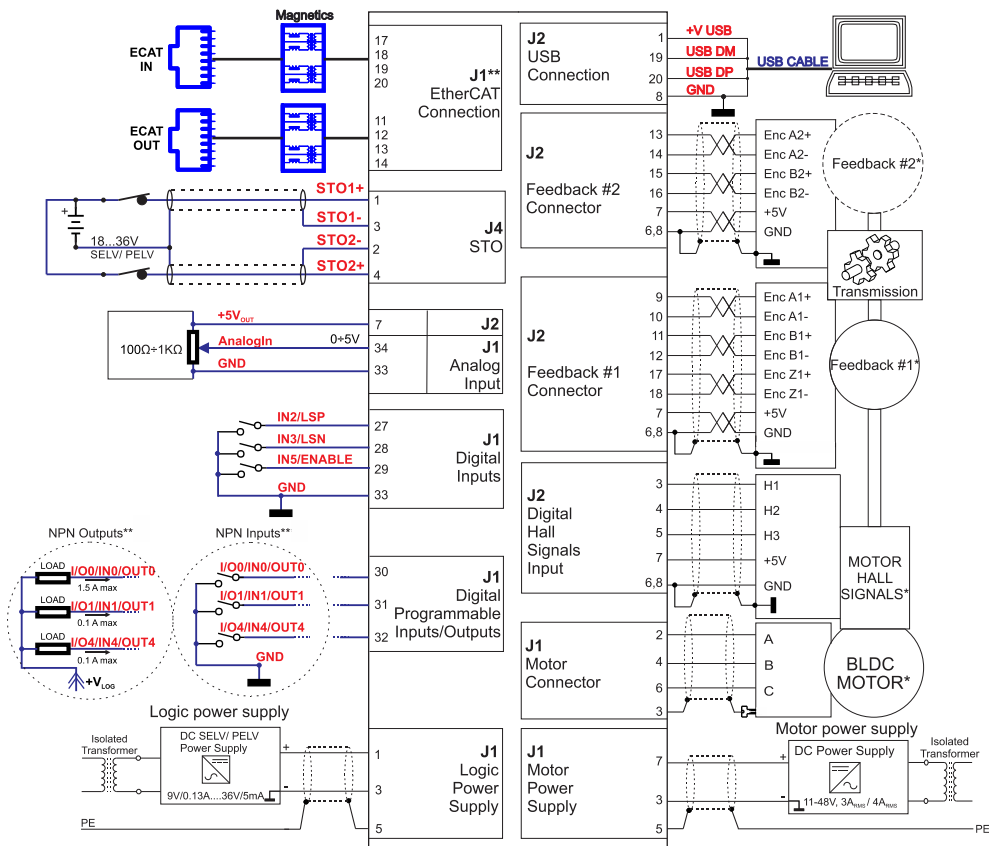 Magnetics
ECAT
IN
17
18
19
20
J1**
EtherCAT
Connection
ECAT
OUT
11
12
13
14
STO1+
1
STO1-
3
STO2-
2
STO2+
4
J4
STO
+
18...36V
SELV/ PELV
+5VOUT
7
J2
100Ω÷1KΩ
AnalogIn
0÷5V
34
J1
Analog
Input
GND
33
IN2/LSP
27
IN3/LSN
28
IN5/ENABLE
29
GND
33
J1
Digital
Inputs
NPN Outputs**
NPN Inputs**
LOAD
I/O0/IN0/OUT0
1.5 A max
LOAD
I/O1/IN1/OUT1
0.1 A max
LOAD
I/O4/IN4/OUT4
0.1 A max
+VLOG
I/O0/IN0/OUT0
30
I/O1/IN1/OUT1
31
I/O4/IN4/OUT4
32
GND
J1
Digital
Programmable
Inputs/Outputs
Logic power supply
Isolated
Transformer
DC SELV/ PELV
Power Supply
9V/0.13A....36V/5mA
+
-
1
3
PE
5
J1
Logic
Power
Supply
J2
USB
Connection
1
+V USB
19
USB DM
20
USB DP
8
GND
USB CABLE
J2
Feedback #2
Connector
13
Enc A2+
14
Enc A2-
15
Enc B2+
16
Enc B2-
7
+5V
6,8
GND
Feedback #2*
Transmission
J2
Feedback #1
Connector
9
Enc A1+
10
Enc A1-
11
Enc B1+
12
Enc B1-
17
Enc Z1+
18
Enc Z1-
7
+5V
6,8
GND
Feedback #1*
J2
Digital
Hall
Signals
Input
3
H1
4
H2
5
H3
7
+5V
6,8
GND
MOTOR
HALL
SIGNALS*
J1
Motor
Connector
2
A
4
B
6
C
3
BLDC
MOTOR*
Motor power supply
J1
Motor
Power
Supply
7
3
5
+
-
DC Power Supply
11-48V, 3ARMS / 4ARMS
Isolated
Transformer
PE